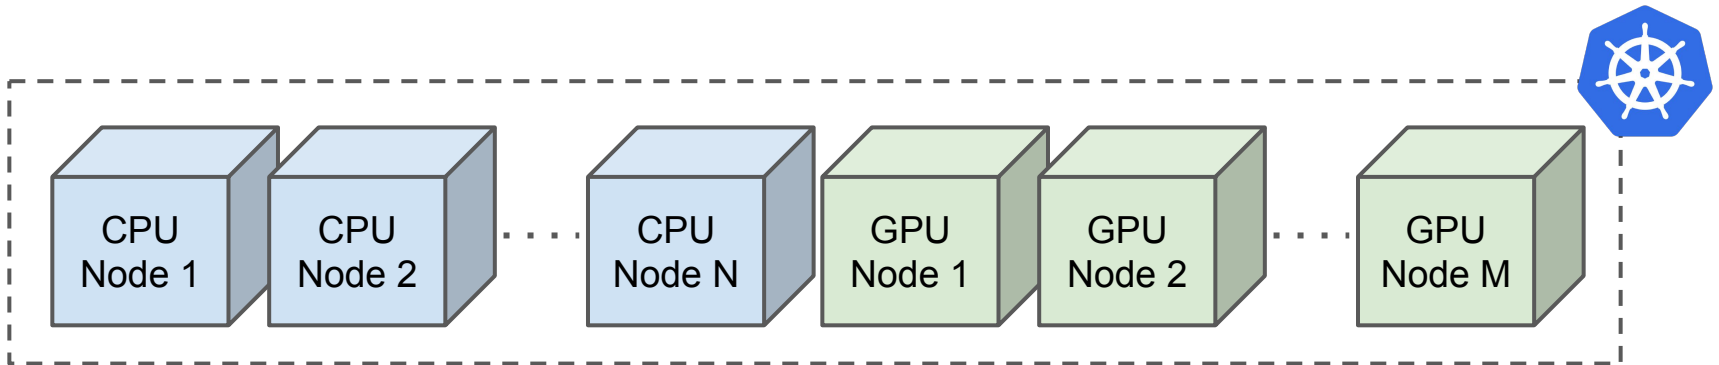 CPU
Node 1
CPU
Node 2
CPU
Node N
GPU
Node 1
GPU
Node 2
GPU
Node M